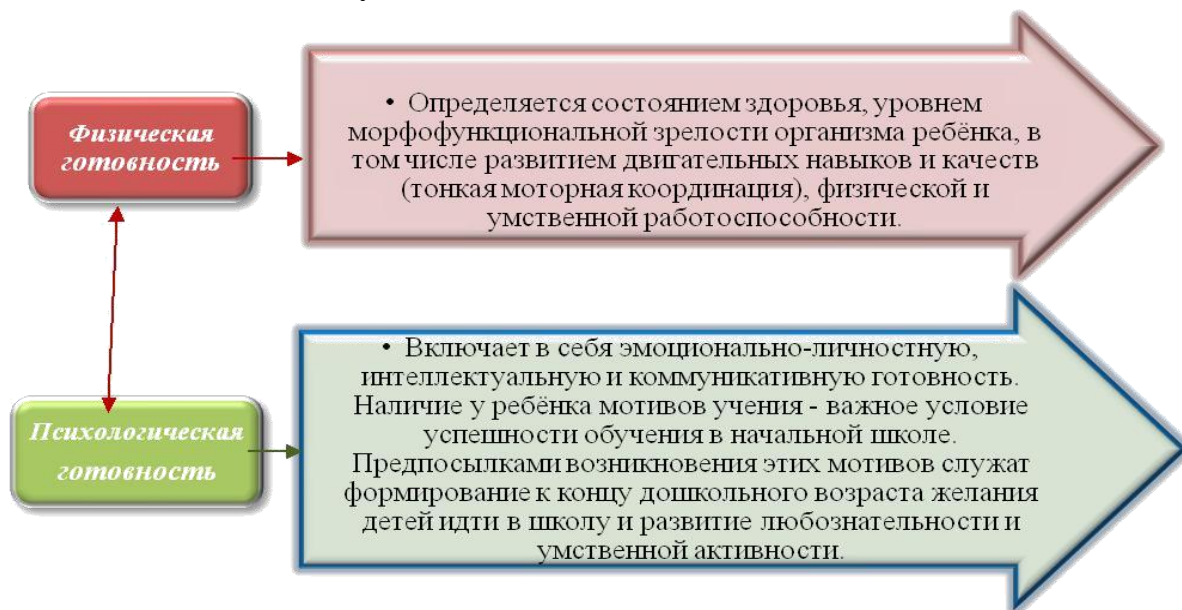 Физическая
готовность
• Определяется состоянием здоровья, уровнем
морфофункциональной зрелости организма ребёнка, в
том числе развитием двигательных навыков и качеств
(тонкая моторная координация), физической и
умственной работоспособности.
Психологическая
готовность
• Включает в себя эмоционально-личностную,
интеллектуальную и коммуникативную готовность.
Наличие у ребёнка мотивов учения - важное условие
успешности обучения в начальной школе.
Предпосылками возникновения этих мотивов служат
формирование к концу дошкольного возраста желания
детей идти в школу и развитие любознательности и
умственной активности.